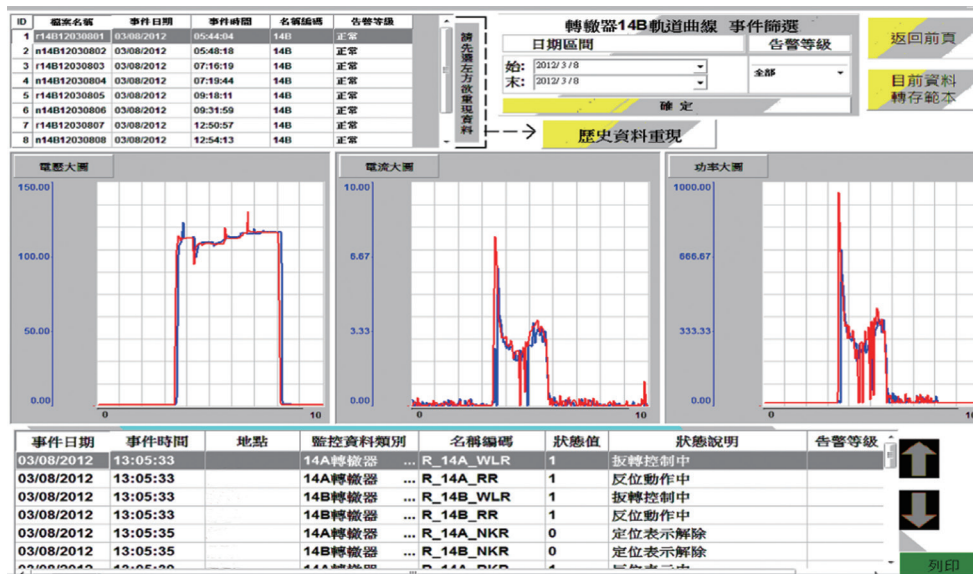 ID 檔案名稱 事件日期 事件時間 名稱編碼 告警等級
1 r14B12030801 03/08/2012 05:44:04 14B 正常
2 n14B12030802 03/08/2012 05:48:18 14B 正常
3 r14B12030803 03/08/2012 07:16:19 14B 正常
4 n14B12030804 03/08/2012 07:19:44 14B 正常
5 r14B12030805 03/08/2012 09:18:11 14B 正常
6 n14B12030806 03/08/2012 09:31:59 14B 正常
7 r14B12030807 03/08/2012 12:50:57 14B 正常
8 n14B12030808 03/08/2012 12:54:13 14B 正常
請先選左方欲重現資料
轉轍器14B軌道曲線 事件篩選
日期區間 告警等級
始: 2012/ 3 / 8
末: 2012/ 3 / 8
全部
確 定
歷史資料重現
返回前頁
目前資料
轉存範本
電壓大圖
150.00
100.00
50.00
0.00
0 10
電流大圖
10.00
6.67
3.33
0.00
0 10
功率大圖
1000.00
666.67
333.33
0.00
0 10
事件日期 事件時間 地點 監控資料類別 名稱編碼 狀態值 狀態說明 告警等級
03/08/2012 13:05:33 14A轉轍器 ... R_14A_WLR 1 扳轉控制中
03/08/2012 13:05:33 14A轉轍器 ... R_14A_RR 1 反位動作中
03/08/2012 13:05:33 14B轉轍器 ... R_14B_WLR 1 扳轉控制中
03/08/2012 13:05:33 14B轉轍器 ... R_14B_RR 1 反位動作中
03/08/2012 13:05:35 14A轉轍器 ... R_14A_NKR 0 定位表示解除
03/08/2012 13:05:35 14B轉轍器 ... R_14B_NKR 0 定位表示解除
列印